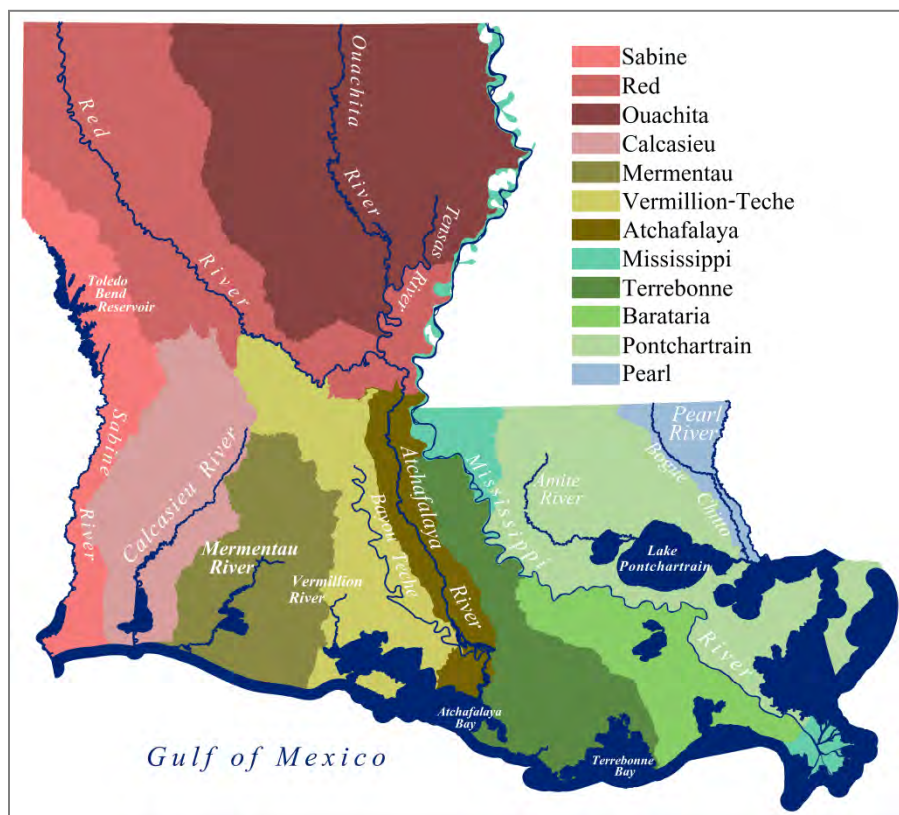 Sabine
Red
Ouachita
Calcasieu
Mermentau
Vermillion-Teche
Atchafalaya
Mississippi
Terrebonne
Barataria
Pontchartrain
Pearl
Red
River
Ouachita
River
Tensas
River
Toledo
Bend
Reservoir
Sabine
River
Calcasieu River
Mermentau
River
Vermillion
River
Bayou Teche
Atchafalaya
River
Mississippi
River
Amite
River
Pearl
River
Bogue Chitto
Lake
Pontchartrain
Atchafalaya
Bay
Terrebonne
Bay
Gulf of Mexico